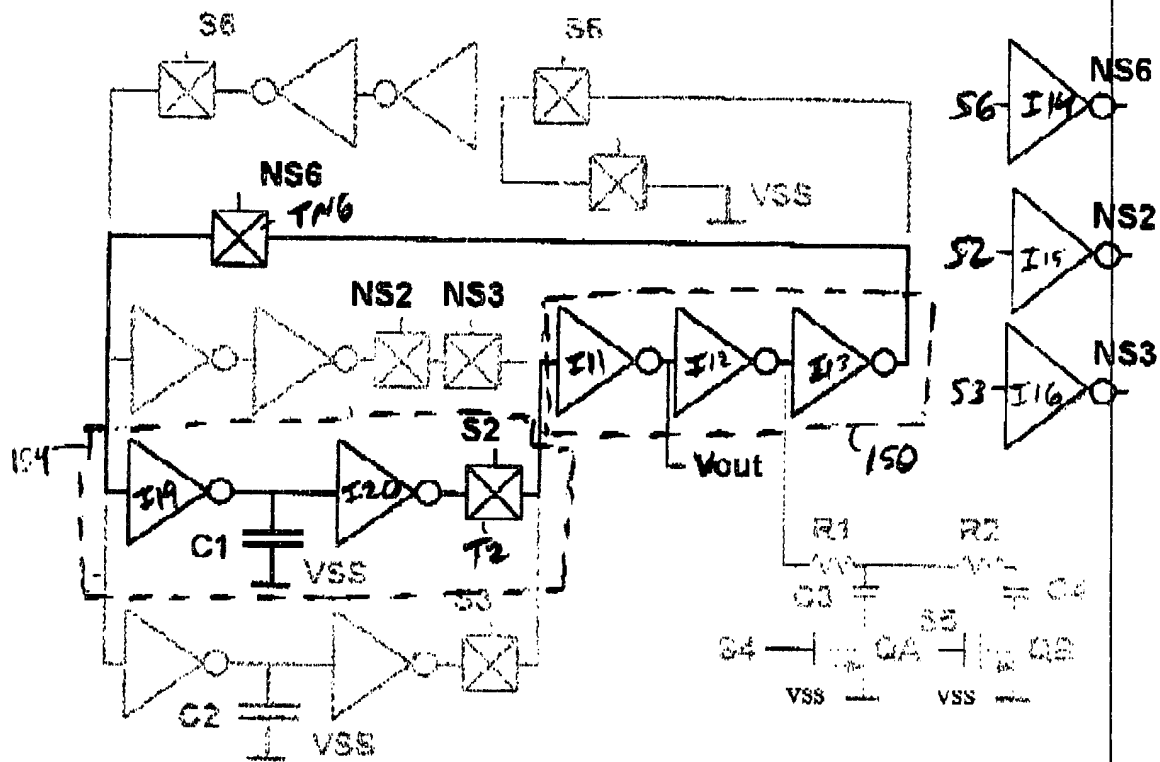 S6
S6
NS6
S6
I14
NS6
TN6
VSS
NS2
S2
I15
NS2 NS3
I11
I12
I13
NS3
S3
I16
154
S2
Vout
150
I19
I20
C1
T2
VSS
R1
R2
S3
C3
C4
S4
QA
S5
QB
C2
VSS
VSS
VSS